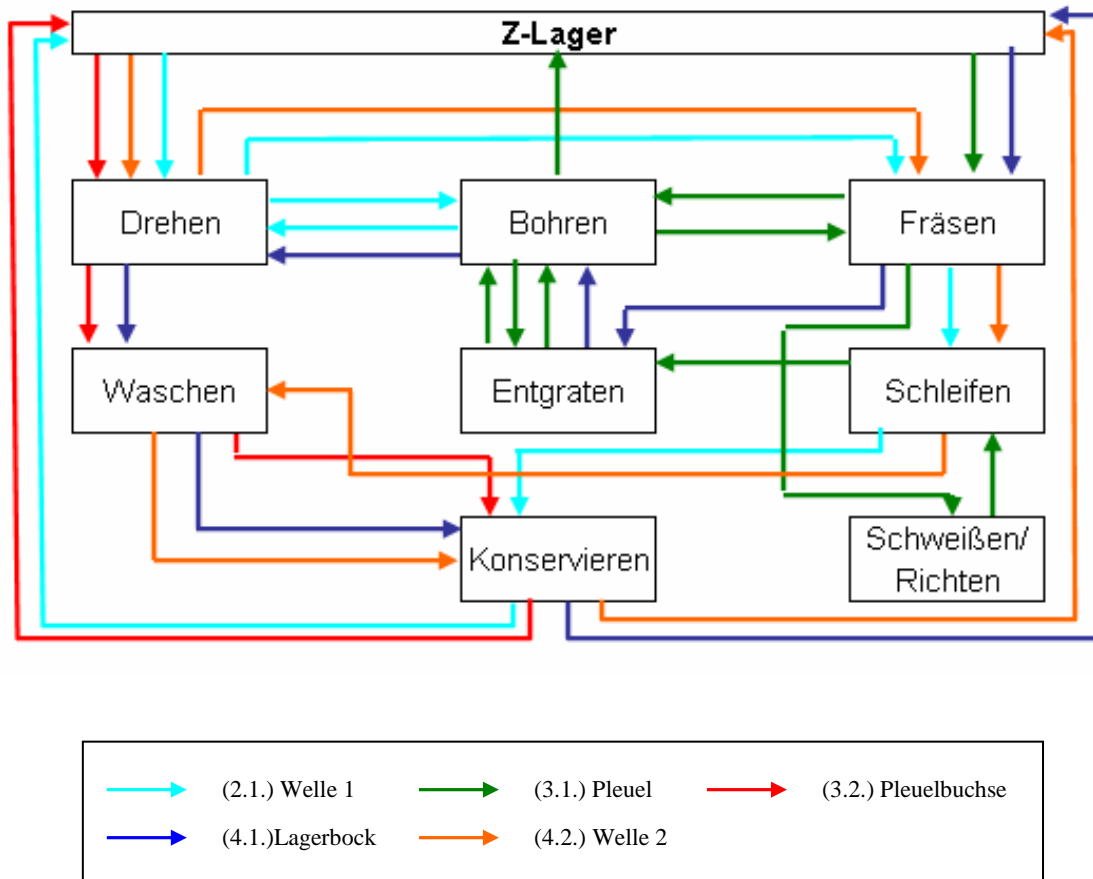 Z-Lager
Drehen
Bohren
Fräsen
Waschen
Entgraten
Schleifen
Konservieren
Schweißen/
Richten
(2.1.) Welle 1
(3.1.) Pleuel
(3.2.) Pleuelbuchse
(4.1.)Lagerbock
(4.2.) Welle 2